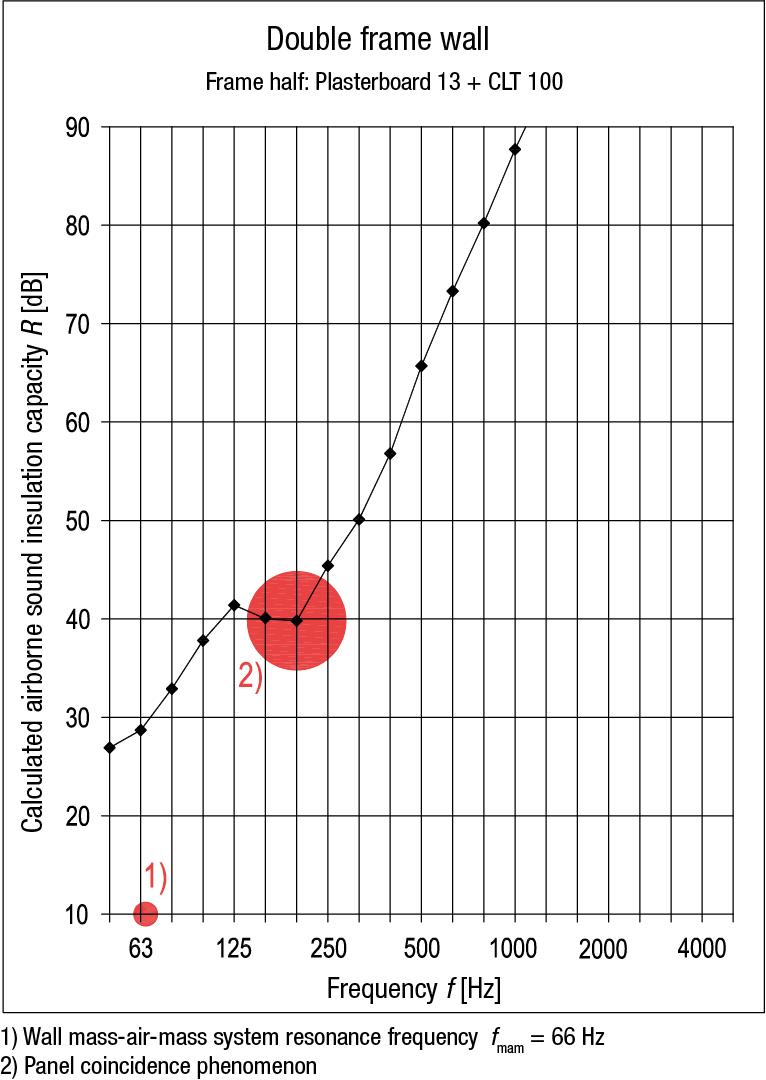 Double frame wall
Frame half: Plasterboard 13 + CLT 100
Calculated airborne sound insulation capacity R [dB]
90
80
70
60
50
40
30
20
10
2)
1)
63 125 250 500 1000 2000 4000
Frequency f [Hz]
1) Wall mass-air-mass system resonance frequency fmam = 66 Hz
2) Panel coincidence phenomenon